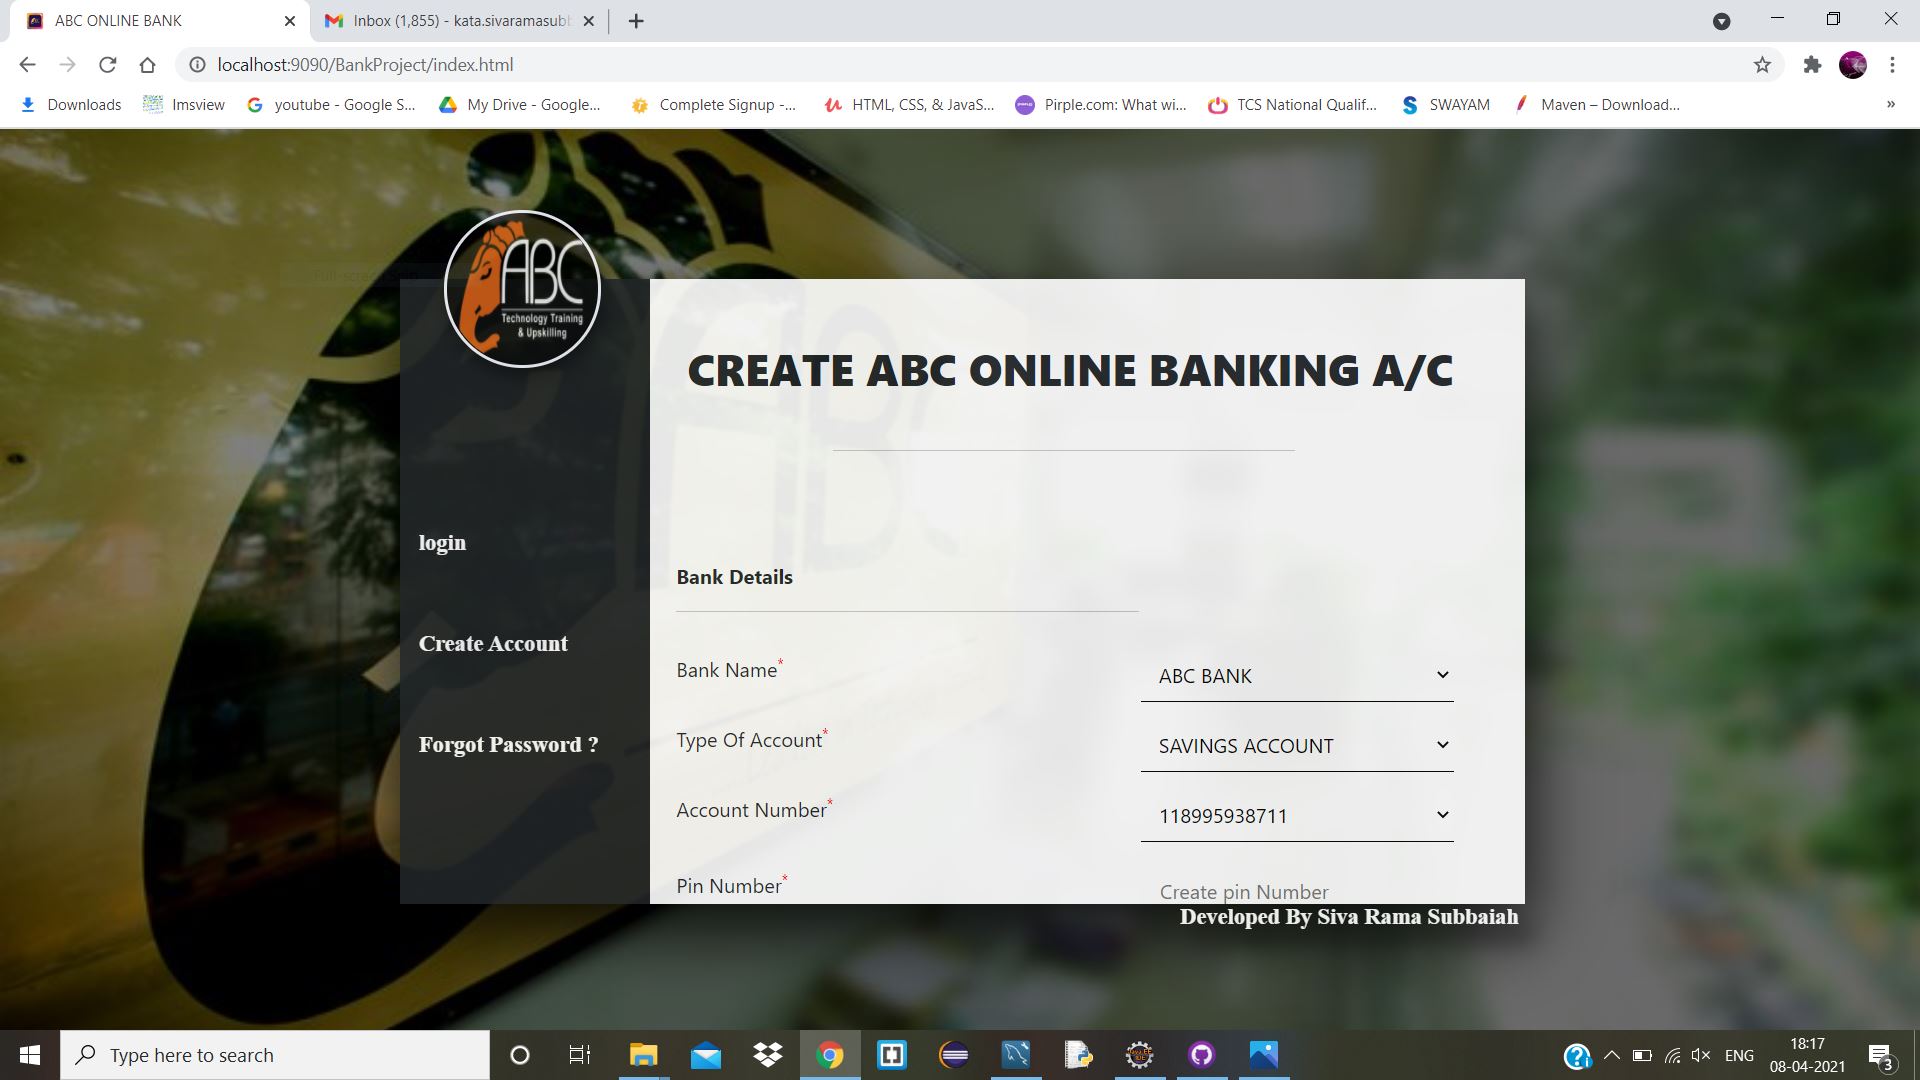 ABC ONLINE BANK
Inbox (1,855) - kata.sivaramasubb
localhost:9090/BankProject/index.html
Downloads
Imsview
youtube - Google S...
My Drive - Google...
Complete Signup -...
HTML, CSS, & JavaS...
Pirple.com: What wi...
TCS National Qualif...
SWAYAM
Maven – Download...
»
ABC
Technology Training
& Upskilling
CREATE ABC ONLINE BANKING A/C
login
Create Account
Forgot Password ?
Bank Details
Bank Name* ABC BANK
Type Of Account* SAVINGS ACCOUNT
Account Number* 118995938711
Pin Number* Create pin Number
Developed By Siva Rama Subbaiah
Type here to search
ENG
18:17
08-04-2021
3